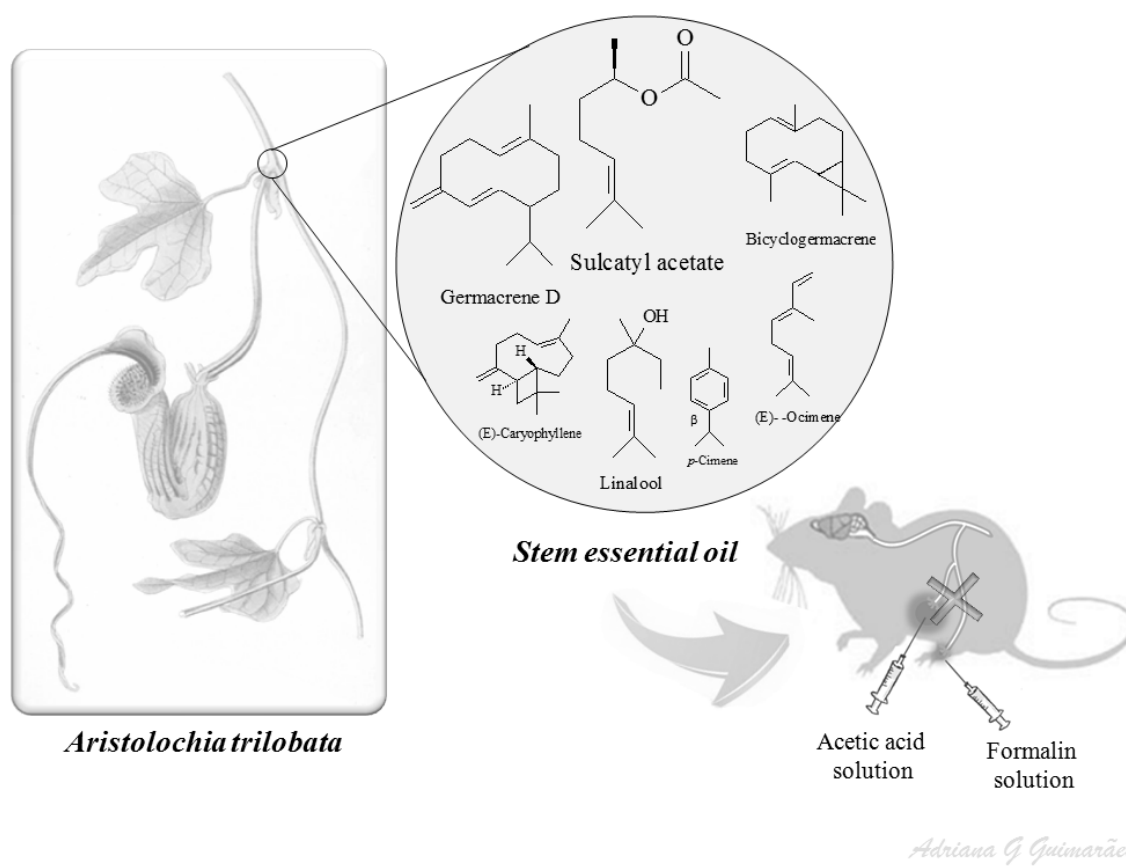 O
O
Bicyclogermacrene
Sulcatyl acetate
Germacrene D
OH
H
H
(E)-Caryophyllene
β
p-Cimene
(E)- -Ocimene
Linalool
Stem essential oil
Aristolochia trilobata
Acetic acid
solution
Formalin
solution
Adriana G Guimarãe